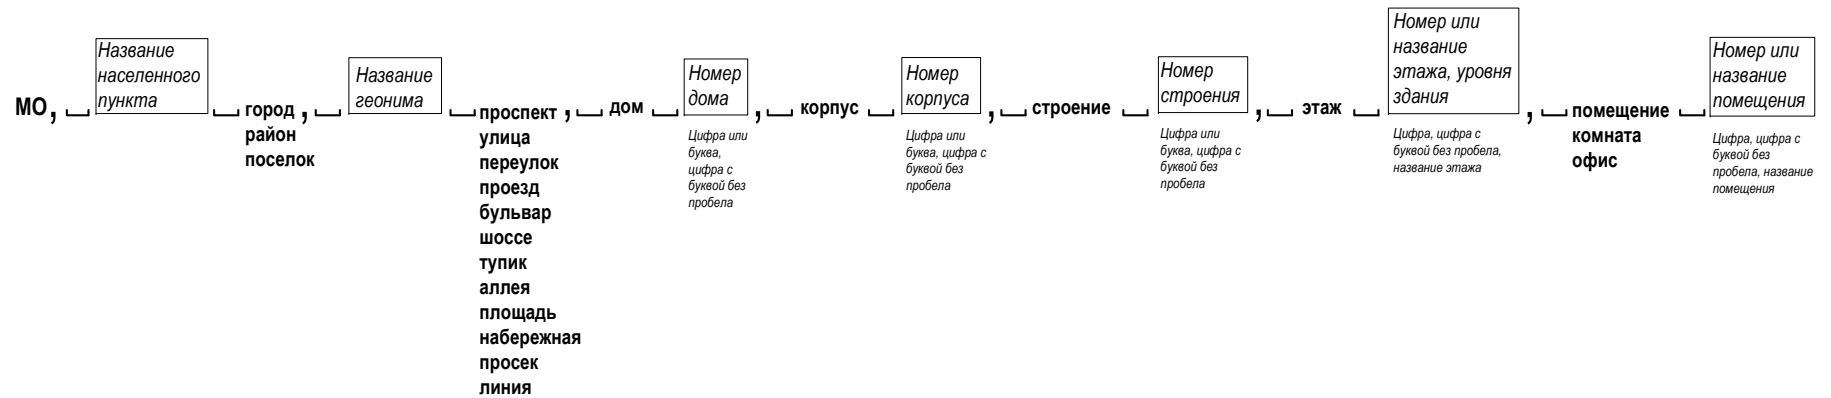 МО, Название
населенного
пункта
город
район
поселок
, Название
геонима
проспект
улица
переулок
проезд
бульвар
шоссе
тупик
аллея
площадь
набережная
просек
линия
, дом
Номер
дома
Цифра или
буква,
цифра с
буквой без
пробела
, корпус
Номер
корпуса
Цифра или
буква, цифра с
буквой без
пробела
, строение
Номер
строения
Цифра или
буква, цифра с
буквой без
пробела
, этаж
Номер или
название
этажа, уровня
здания
Цифра, цифра с
буквой без пробела,
название этажа
, помещение
комната
офис
Номер или
название
помещения
Цифра, цифра с
буквой без
пробела, название
помещения